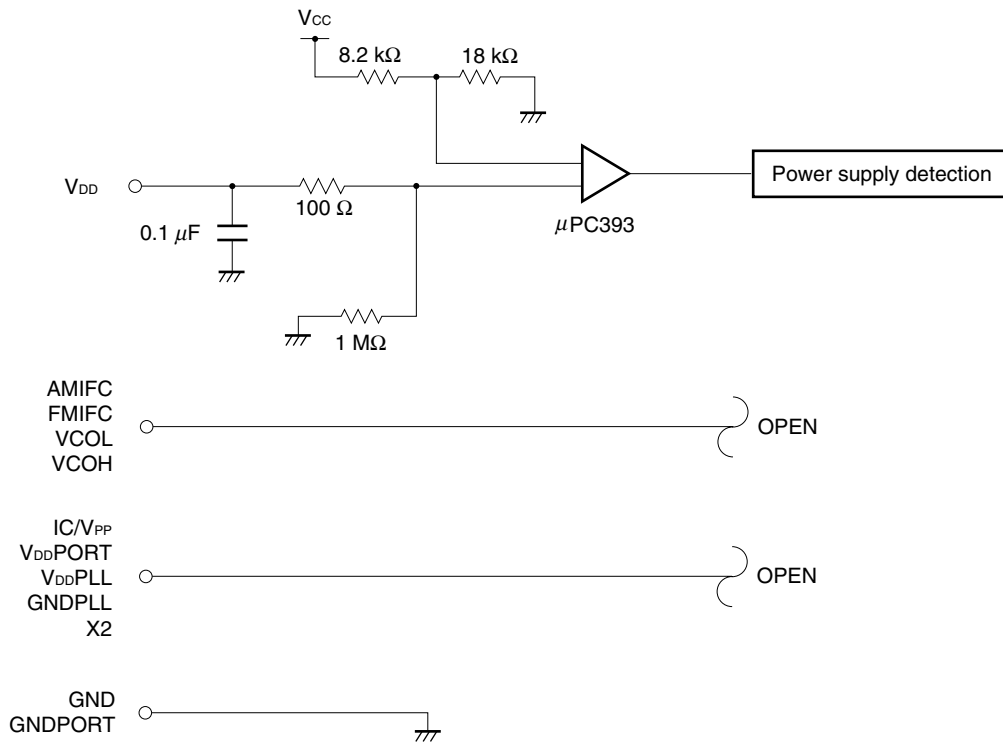 VCC
8.2 kΩ
18 kΩ
VDD
100 Ω
0.1 μF
μPC393
Power supply detection
1 MΩ
AMIFC
FMIFC
VCOL
VCOH
OPEN
IC/VPP
VDDPORT
VDDPLL
GNDPLL
X2
OPEN
GND
GNDPORT